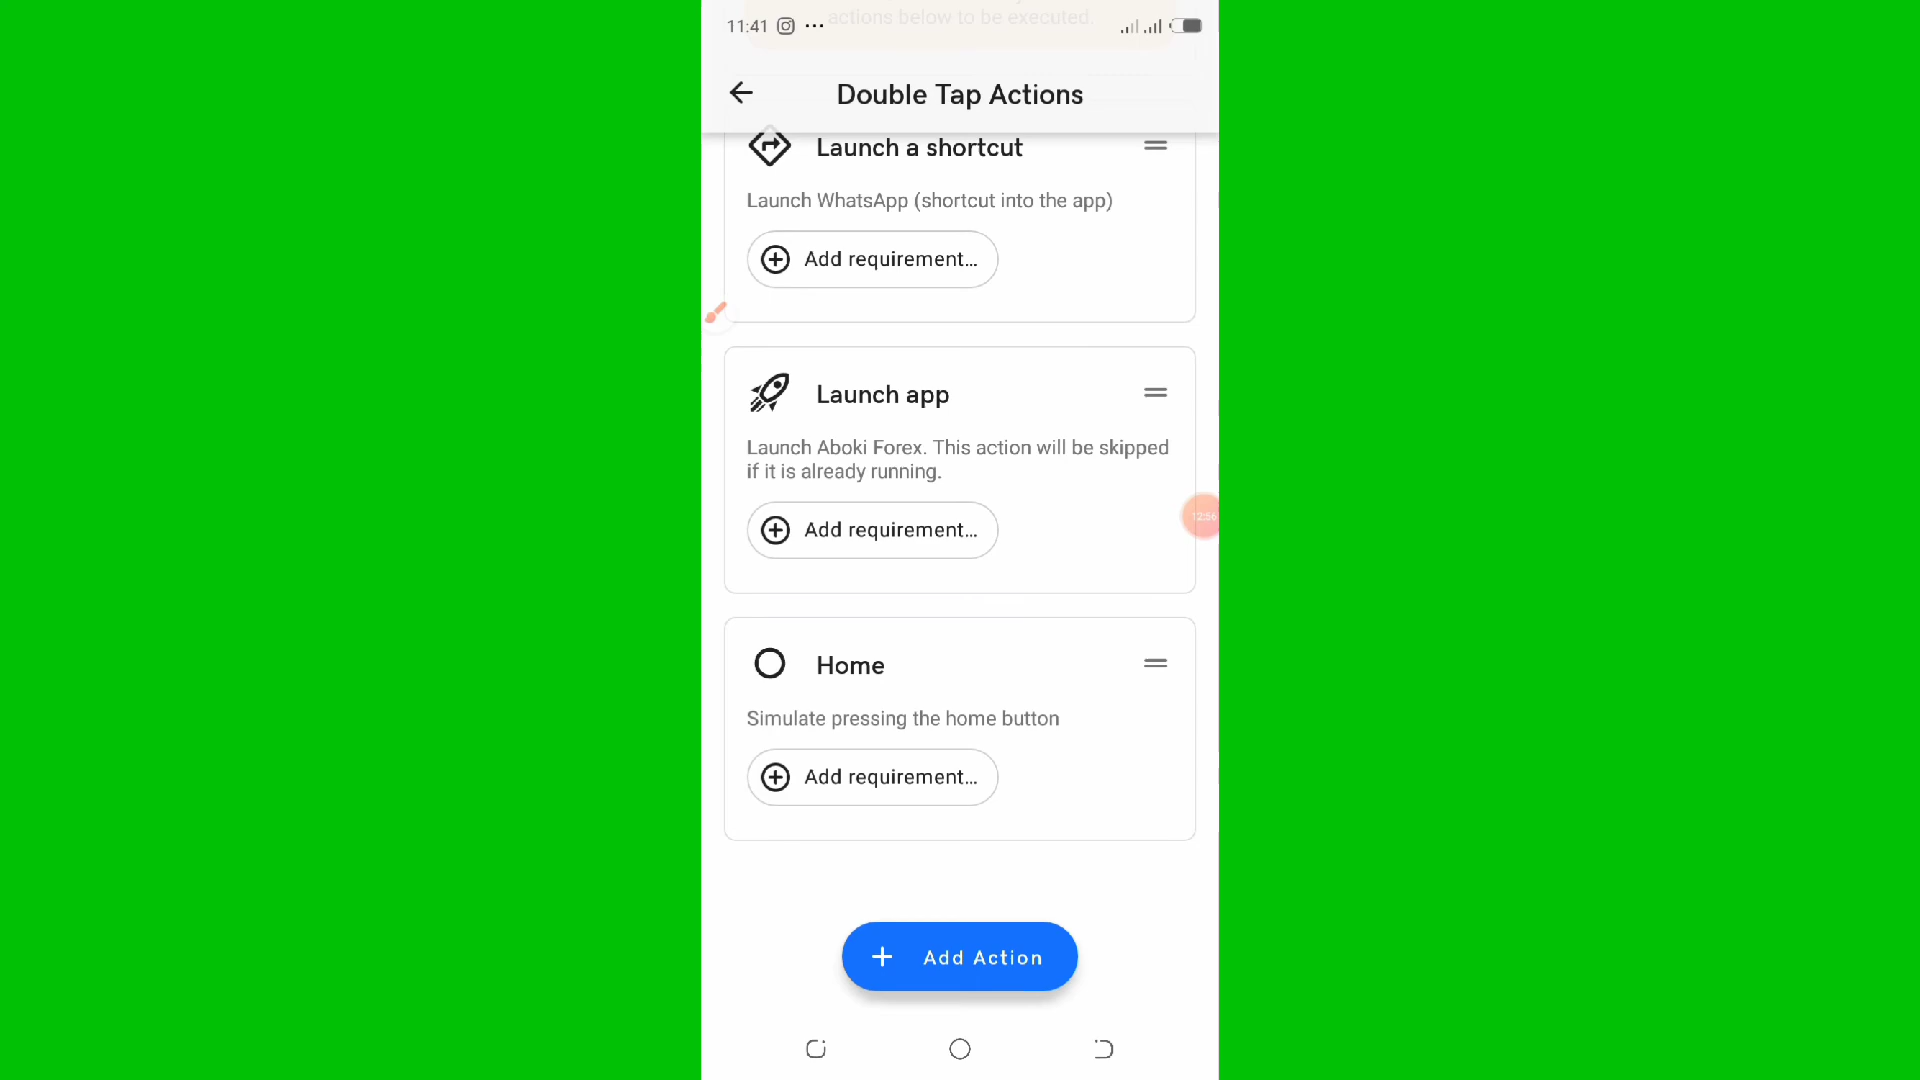 actions below to be executed.
11:41
Double Tap Actions
Launch a shortcut
Launch WhatsApp (shortcut into the app)
Add requirement...
Launch app
Launch Aboki Forex. This action will be skipped
if it is already running.
Add requirement...
12:56
Home
Simulate pressing the home button
Add requirement...
+ Add Action